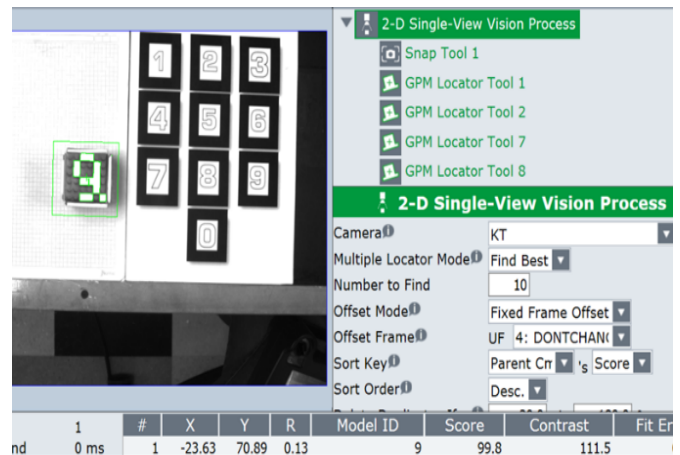 1 2 3
4 5 6
7 8 9
0
9
2-D Single-View Vision Process
Snap Tool 1
GPM Locator Tool 1
GPM Locator Tool 2
GPM Locator Tool 7
GPM Locator Tool 8
2-D Single-View Vision Process
Camera KT
Multiple Locator Mode Find Best
Number to Find 10
Offset Mode Fixed Frame Offset
Offset Frame UF 4: DONTCHAN
Sort Key Parent Cm 's Score
Sort Order Desc.
1 # X Y R Model ID Score Contrast Fit Er
nd 0 ms 1 -23.63 70.89 0.13 9 99.8 111.5